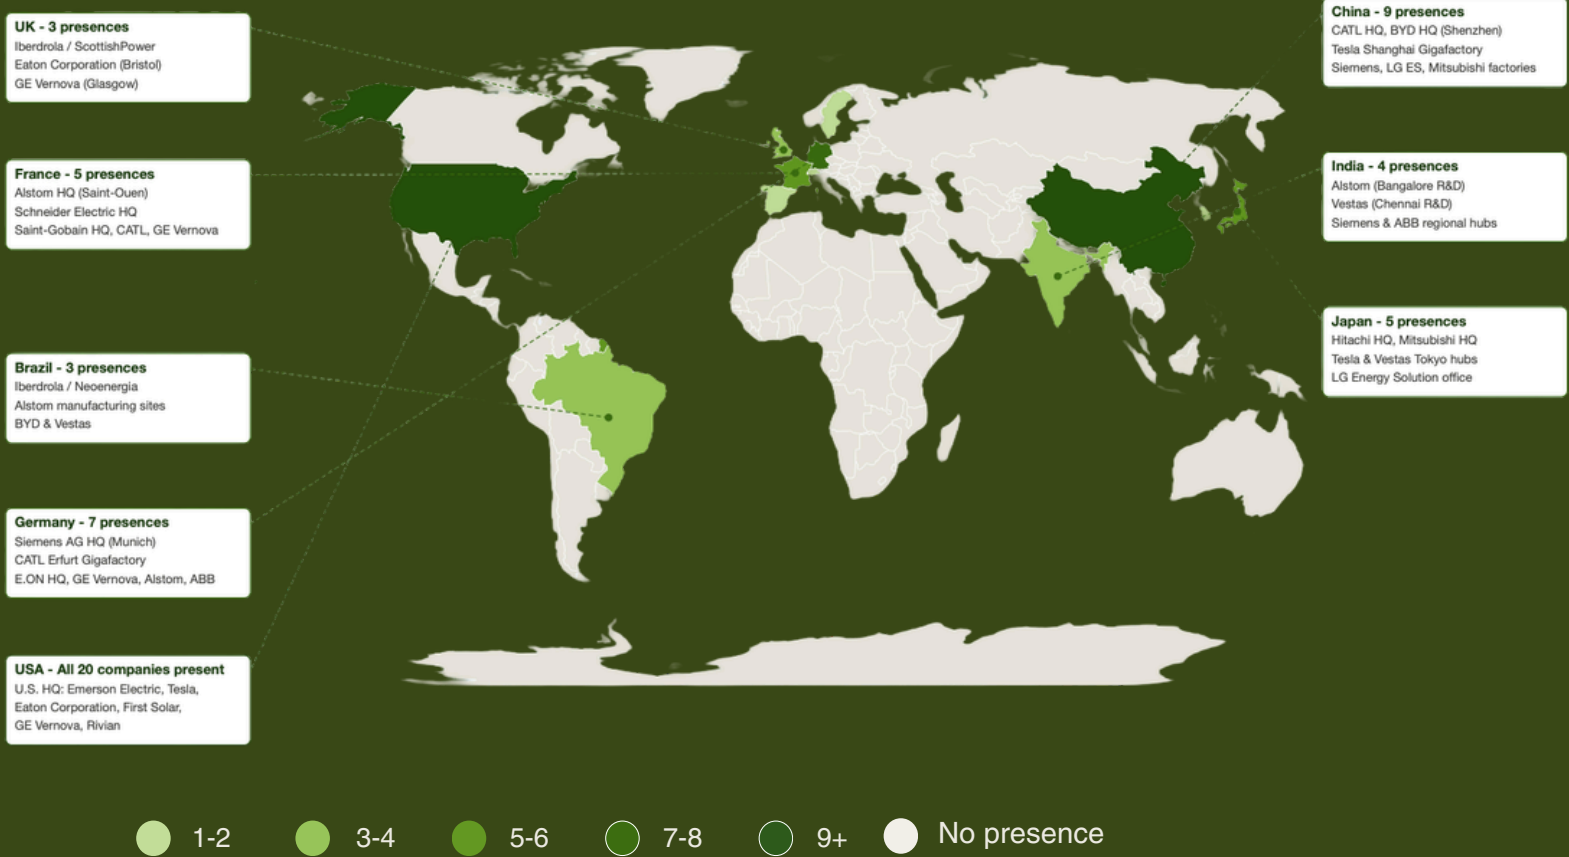 UK - 3 presences
Iberdrola / ScottishPower
Eaton Corporation (Bristol)
GE Vernova (Glasgow)
France - 5 presences
Alstom HQ (Saint-Ouen)
Schneider Electric HQ
Saint-Gobain HQ, CATL, GE Vernova
Brazil - 3 presences
Iberdrola / Neoenergia
Alstom manufacturing sites
BYD & Vestas
Germany - 7 presences
Siemens AG HQ (Munich)
CATL Erfurt Gigafactory
E.ON HQ, GE Vernova, Alstom, ABB
USA - All 20 companies present
U.S. HQ: Emerson Electric, Tesla,
Eaton Corporation, First Solar,
GE Vernova, Rivian
China - 9 presences
CATL HQ, BYD HQ (Shenzhen)
Tesla Shanghai Gigafactory
Siemens, LG ES, Mitsubishi factories
India - 4 presences
Alstom (Bangalore R&D)
Vestas (Chennai R&D)
Siemens & ABB regional hubs
Japan - 5 presences
Hitachi HQ, Mitsubishi HQ
Tesla & Vestas Tokyo hubs
LG Energy Solution office
1-2
3-4
5-6
7-8
9+
No presence